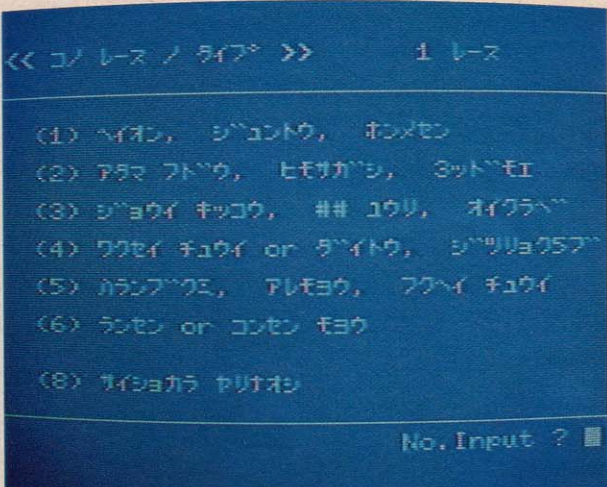 << コノ レース ノ タイプ >> 1 レース
(1) ヘイオン, ジュントウ, ホンメセン
(2) アタマ フドウ, ヒモサガシ, 3ッドモエ
(3) ジョウイ キッコウ, ## ユウリ, オイクラベ
(4) ワクセイ チュウイ or ダイトウ, ジツリョク5ブ
(5) ハランブクミ, アレモヨウ, フクヘイ チュウイ
(6) ランセン or コンセン モヨウ
(8) サイショカラ ヤリナオシ
No.Input ?